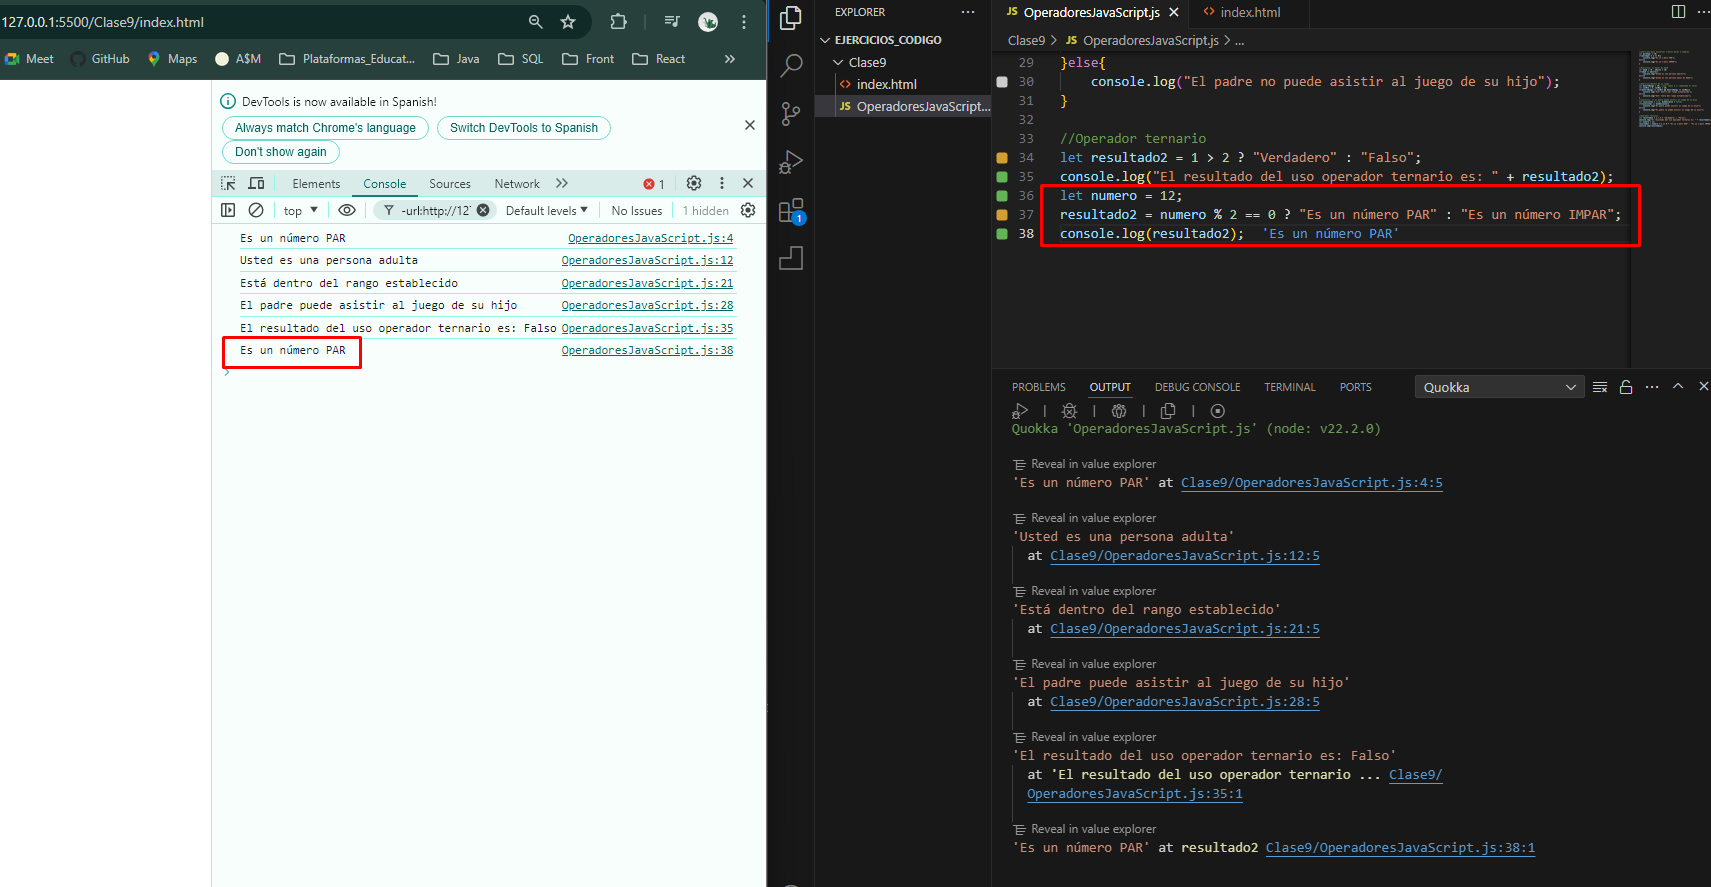 127.0.0.1:5500/Clase9/index.html
Meet GitHub Maps A$M Plataformas_Educat... Java SQL Front React »
DevTools is now available in Spanish!
Always match Chrome's language Switch DevTools to Spanish
Don't show again
Elements Console Sources Network 1
top -url:http://12 Default levels No Issues 1 hidden
Es un número PAR OperadoresJavaScript.js:4
Usted es una persona adulta OperadoresJavaScript.js:12
Está dentro del rango establecido OperadoresJavaScript.js:21
El padre puede asistir al juego de su hijo OperadoresJavaScript.js:28
El resultado del uso operador ternario es: Falso OperadoresJavaScript.js:35
Es un número PAR OperadoresJavaScript.js:38
1
EXPLORER ...
EJERCICIOS_CODIGO
Clase9
<> index.html
JS OperadoresJavaScript...
JS OperadoresJavaScript.js <> index.html
Clase9 > JS OperadoresJavaScript.js > ...
29 }else{
30 console.log("El padre no puede asistir al juego de su hijo");
31 }
32
33 //Operador ternario
34 let resultado2 = 1 > 2 ? "Verdadero" : "Falso";
35 console.log("El resultado del uso operador ternario es: " + resultado2);
36 let numero = 12;
37 resultado2 = numero % 2 == 0 ? "Es un número PAR" : "Es un número IMPAR";
38 console.log(resultado2); 'Es un número PAR'
PROBLEMS OUTPUT DEBUG CONSOLE TERMINAL PORTS Quokka
Quokka 'OperadoresJavaScript.js' (node: v22.2.0)
Reveal in value explorer
'Es un número PAR' at Clase9/OperadoresJavaScript.js:4:5
Reveal in value explorer
'Usted es una persona adulta'
at Clase9/OperadoresJavaScript.js:12:5
Reveal in value explorer
'Está dentro del rango establecido'
at Clase9/OperadoresJavaScript.js:21:5
Reveal in value explorer
'El padre puede asistir al juego de su hijo'
at Clase9/OperadoresJavaScript.js:28:5
Reveal in value explorer
'El resultado del uso operador ternario es: Falso'
at 'El resultado del uso operador ternario ... Clase9/
OperadoresJavaScript.js:35:1
Reveal in value explorer
'Es un número PAR' at resultado2 Clase9/OperadoresJavaScript.js:38:1